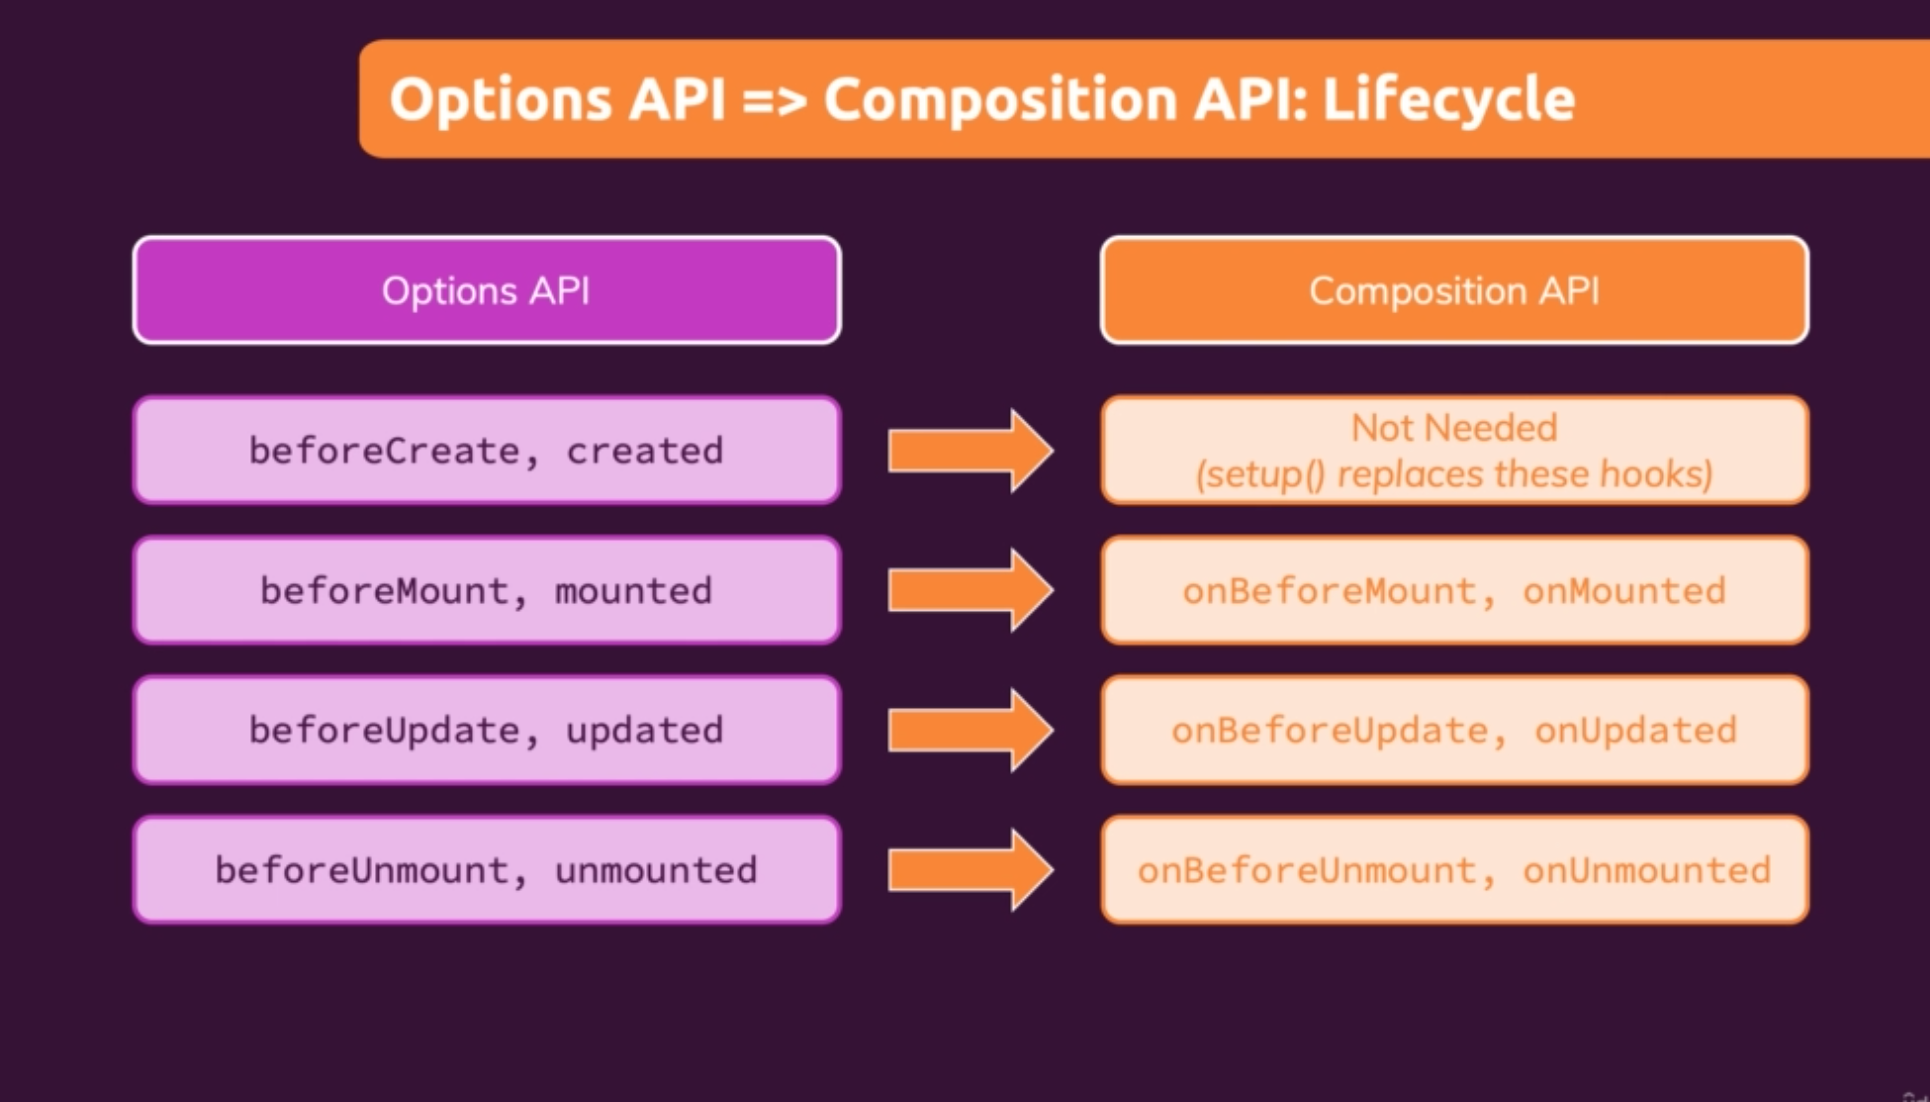 Options API => Composition API: Lifecycle
Options API
Composition API
beforeCreate, created
Not Needed
(setup() replaces these hooks)
beforeMount, mounted
onBeforeMount, onMounted
beforeUpdate, updated
onBeforeUpdate, onUpdated
beforeUnmount, unmounted
onBeforeUnmount, onUnmounted